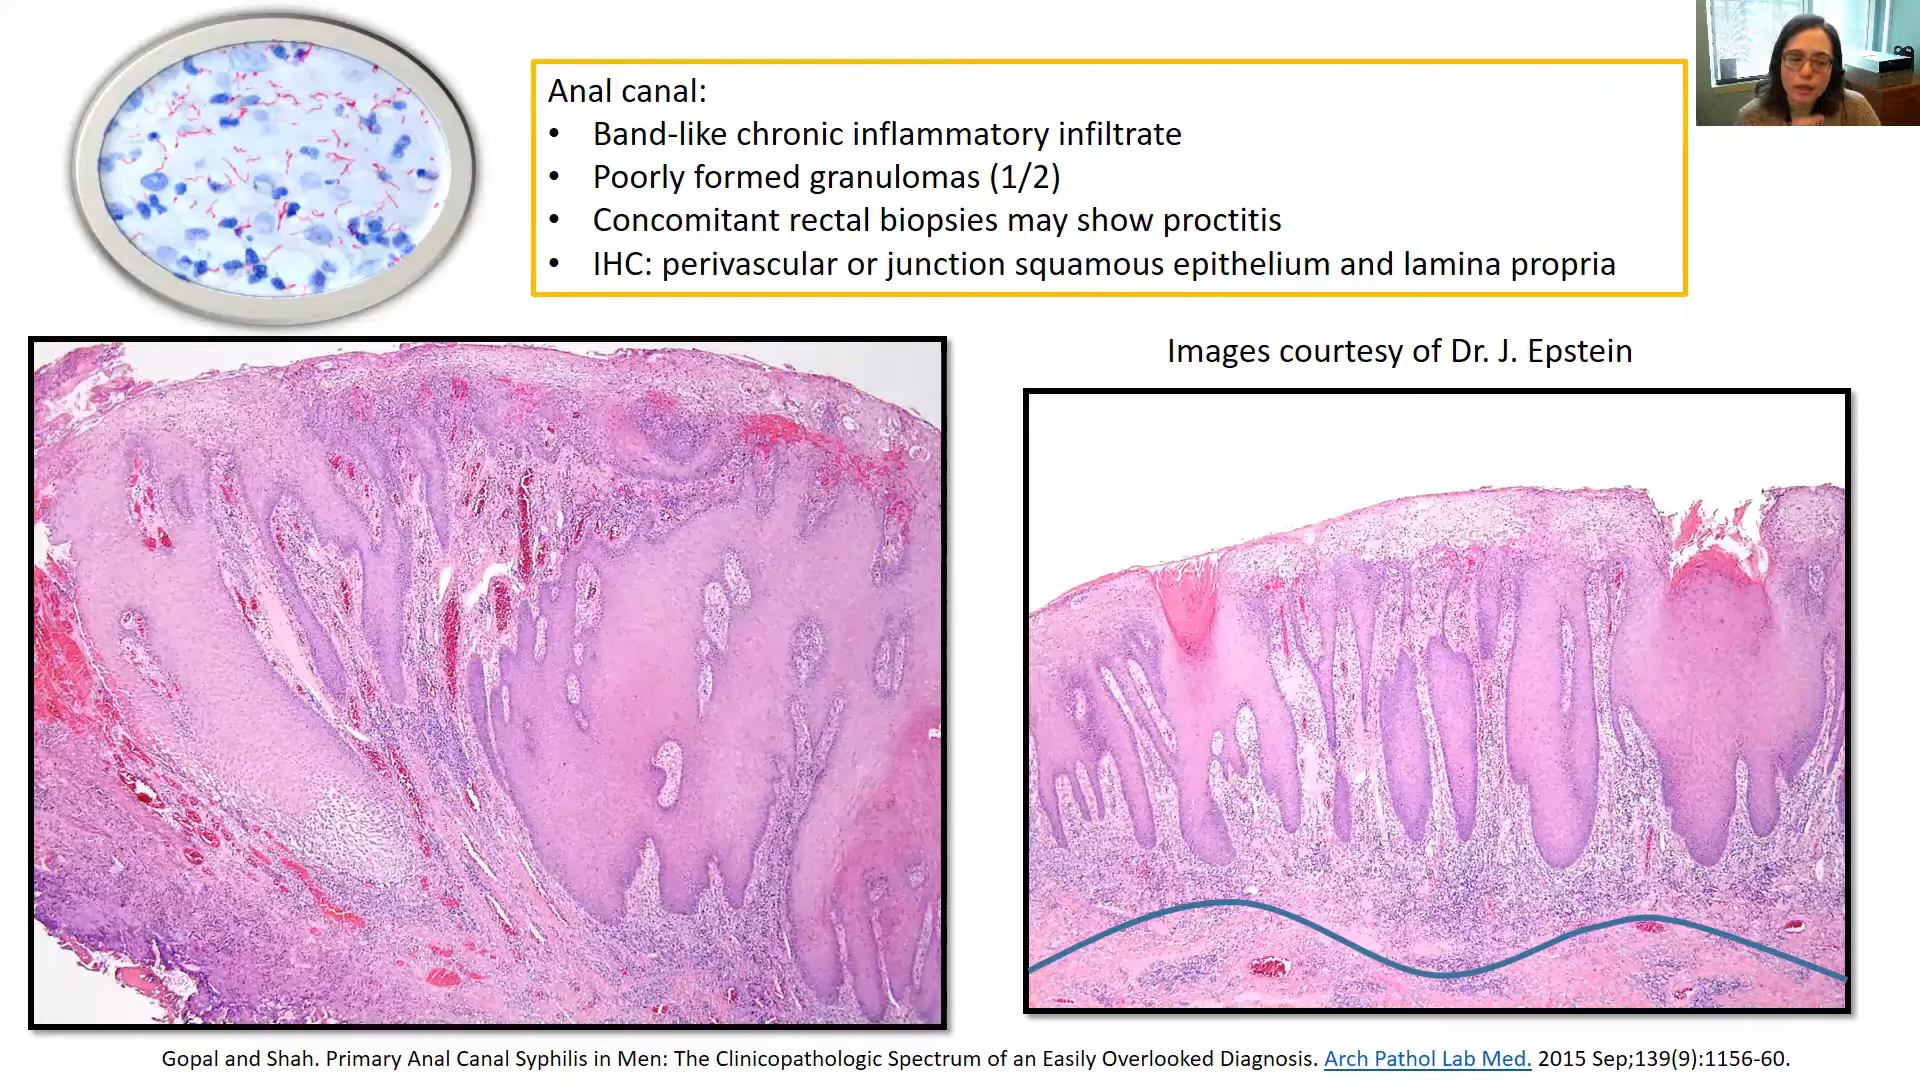 Anal canal:
• Band-like chronic inflammatory infiltrate
• Poorly formed granulomas (1/2)
• Concomitant rectal biopsies may show proctitis
• IHC: perivascular or junction squamous epithelium and lamina propria
Images courtesy of Dr. J. Epstein
Gopal and Shah. Primary Anal Canal Syphilis in Men: The Clinicopathologic Spectrum of an Easily Overlooked Diagnosis. Arch Pathol Lab Med. 2015 Sep;139(9):1156-60.